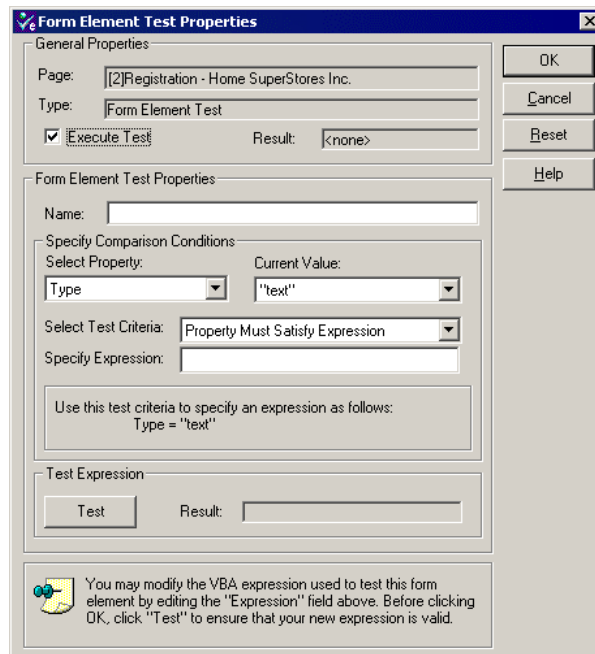 Form Element Test Properties
General Properties
Page: [2]Registration - Home SuperStores Inc.
Type: Form Element Test
Execute Test Result: <none>
OK
Cancel
Reset
Help
Form Element Test Properties
Name:
Specify Comparison Conditions
Select Property: Current Value:
Type "text"
Select Test Criteria: Property Must Satisfy Expression
Specify Expression:
Use this test criteria to specify an expression as follows:
Type = "text"
Test Expression
Test Result:
You may modify the VBA expression used to test this form
element by editing the "Expression" field above. Before clicking
OK, click "Test" to ensure that your new expression is valid.